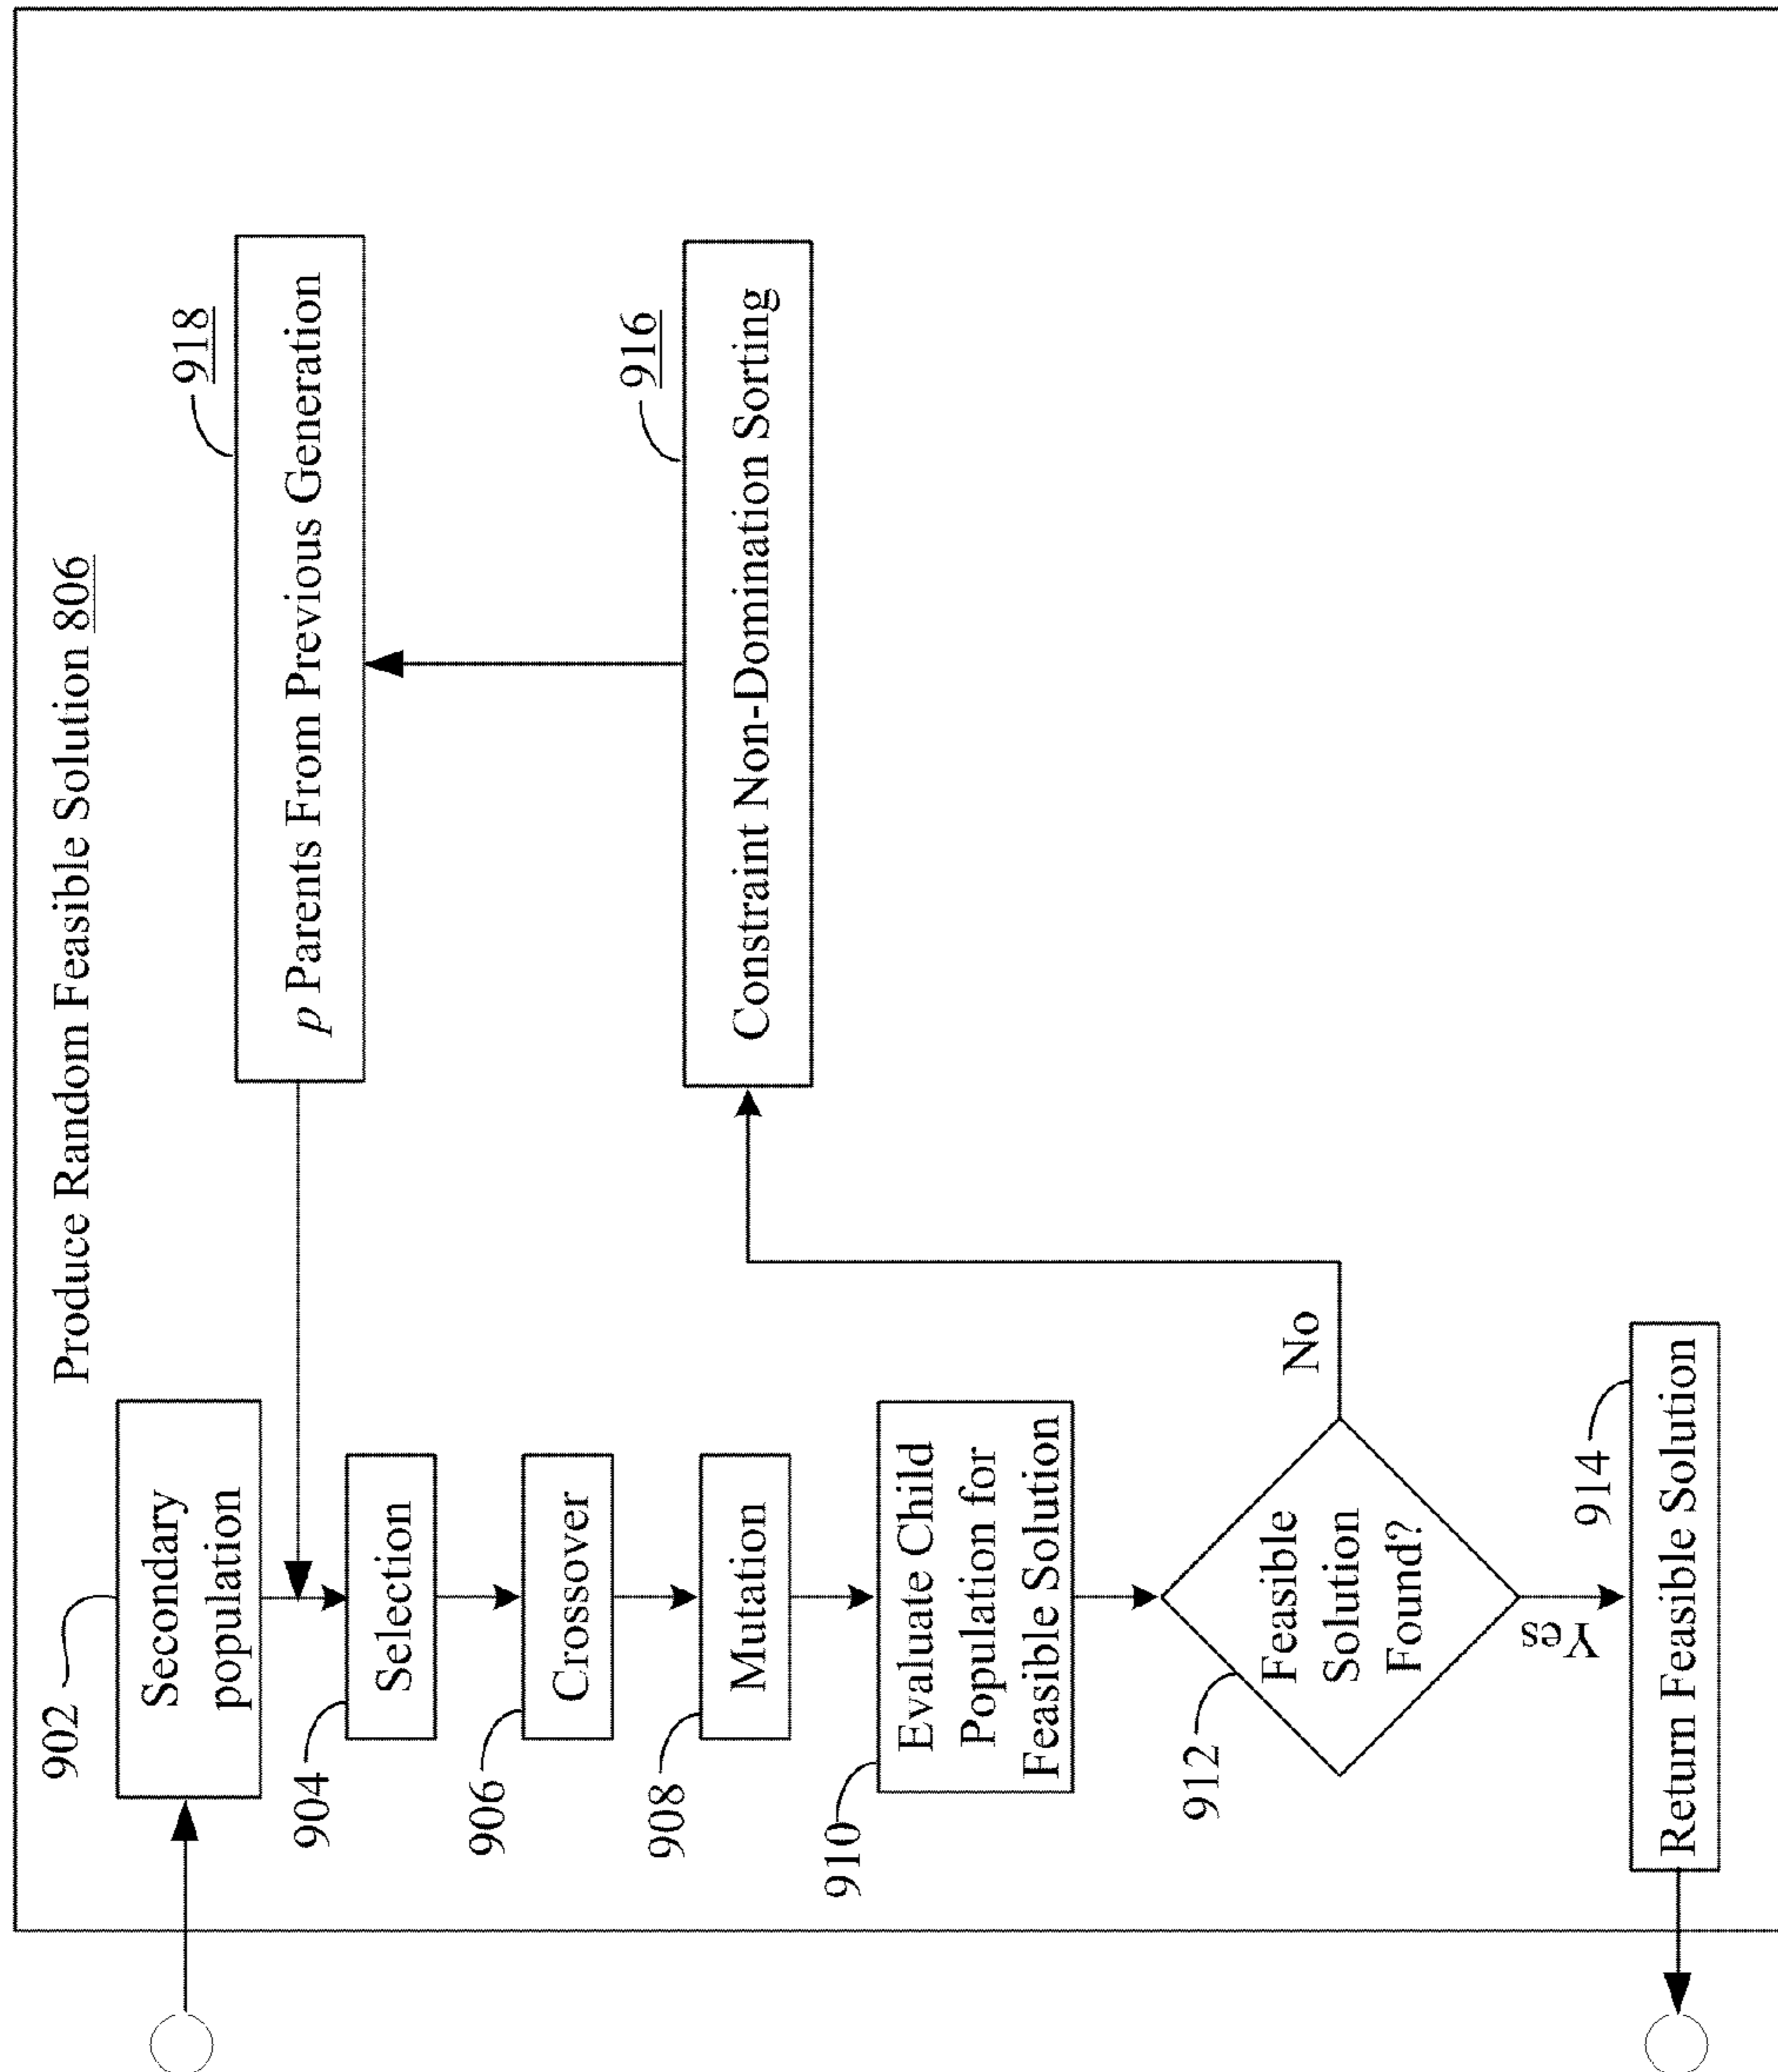 Produce Random Feasible Solution 806
902
Secondary
population
904
Selection
906
Crossover
908
Mutation
910
Evaluate Child
Population for
Feasible Solution
912
Feasible
Solution
Found?
No
Yes
914
Return Feasible Solution
916
Constraint Non-Domination Sorting
918
p Parents From Previous Generation